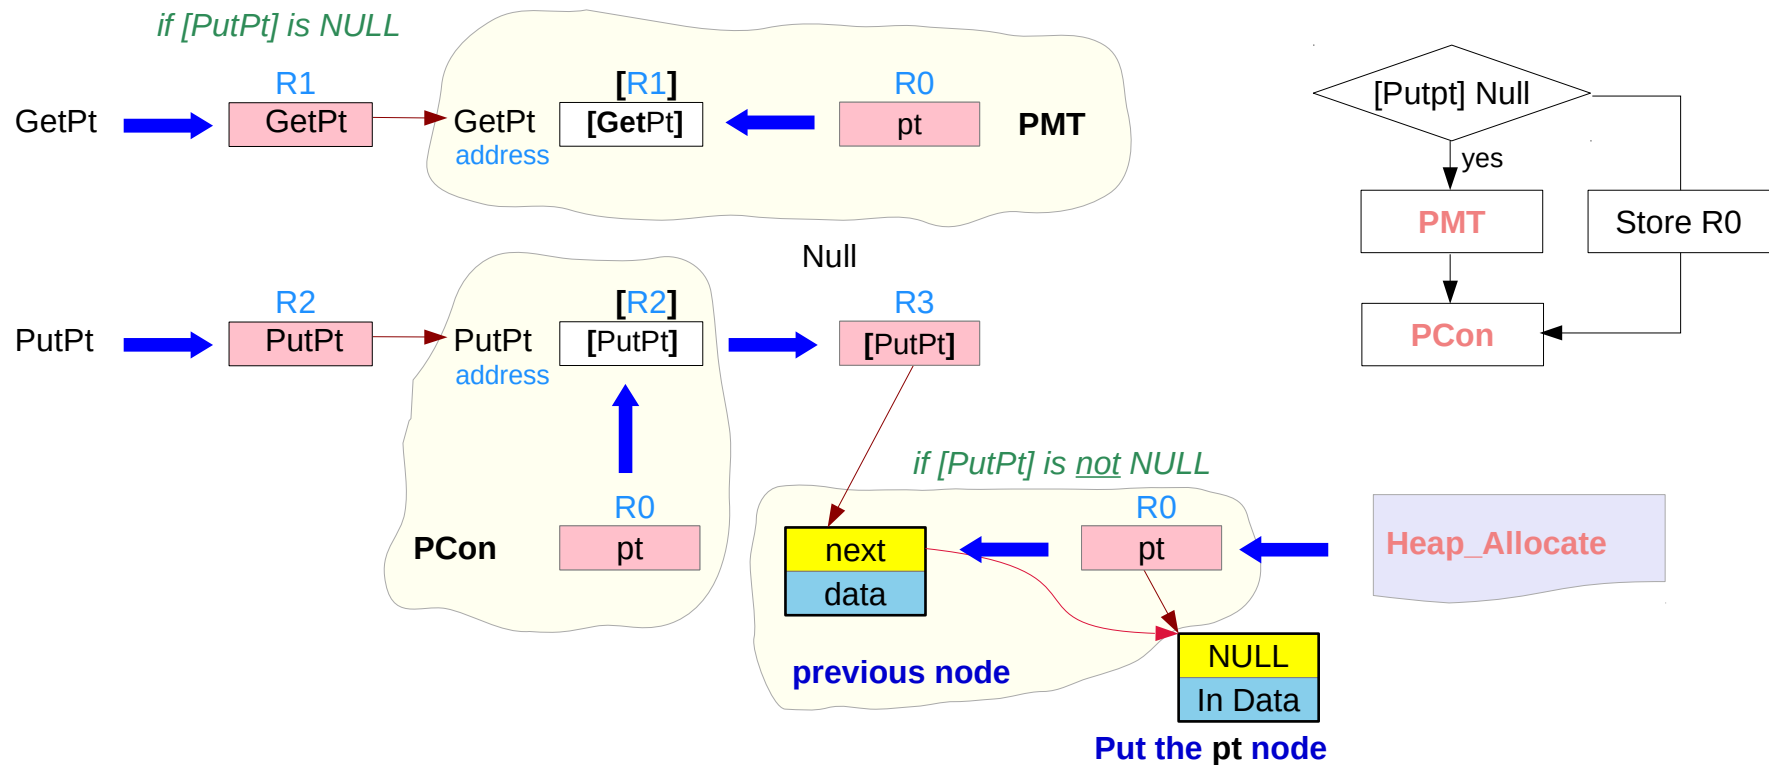 if [PutPt] is NULL
R1
[R1]
R0
GetPt
GetPt
GetPt
address
[GetPt]
pt
PMT
[Putpt] Null
yes
PMT
Store R0
PCon
Null
R2
[R2]
R3
PutPt
PutPt
PutPt
address
[PutPt]
[PutPt]
if [PutPt] is not NULL
R0
PCon
pt
R0
next
data
pt
Heap_Allocate
previous node
NULL
In Data
Put the pt node